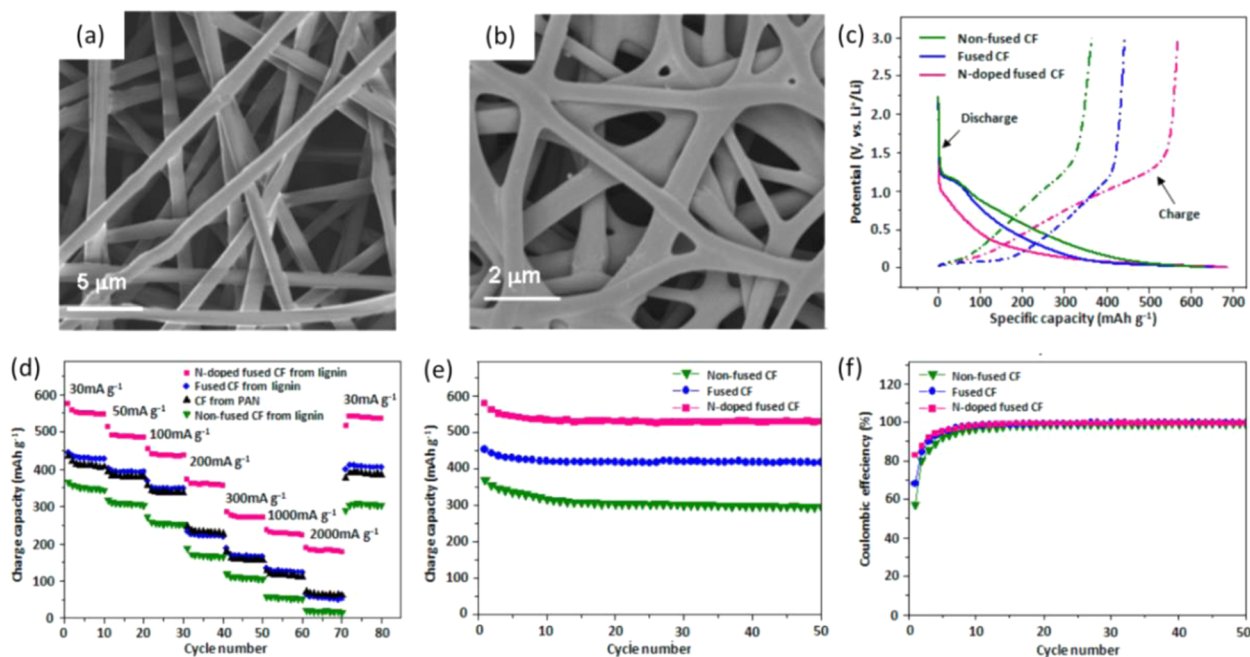 (a)
5 μm
(b)
2 μm
(c)
Non-fused CF
Fused CF
N-doped fused CF
Discharge
Charge
Potential (V, vs. Li⁺/Li)
3.0
2.5
2.0
1.5
1.0
0.5
0
0 100 200 300 400 500 600 700
Specific capacity (mAh g⁻¹)
(d)
N-doped fused CF from lignin
Fused CF from lignin
CF from PAN
Non-fused CF from lignin
30mA g⁻¹
50mA g⁻¹
100mA g⁻¹
200mA g⁻¹
300mA g⁻¹
1000mA g⁻¹
2000mA g⁻¹
30mA g⁻¹
Charge capacity (mAh g⁻¹)
600
500
400
300
200
100
0
0 10 20 30 40 50 60 70 80
Cycle number
(e)
Non-fused CF
Fused CF
N-doped fused CF
Charge capacity (mAh g⁻¹)
600
500
400
300
200
100
0
0 10 20 30 40 50
Cycle number
(f)
Non-fused CF
Fused CF
N-doped fused CF
Coulombic effeciency (%)
120
100
80
60
40
20
0
0 10 20 30 40 50
Cycle number